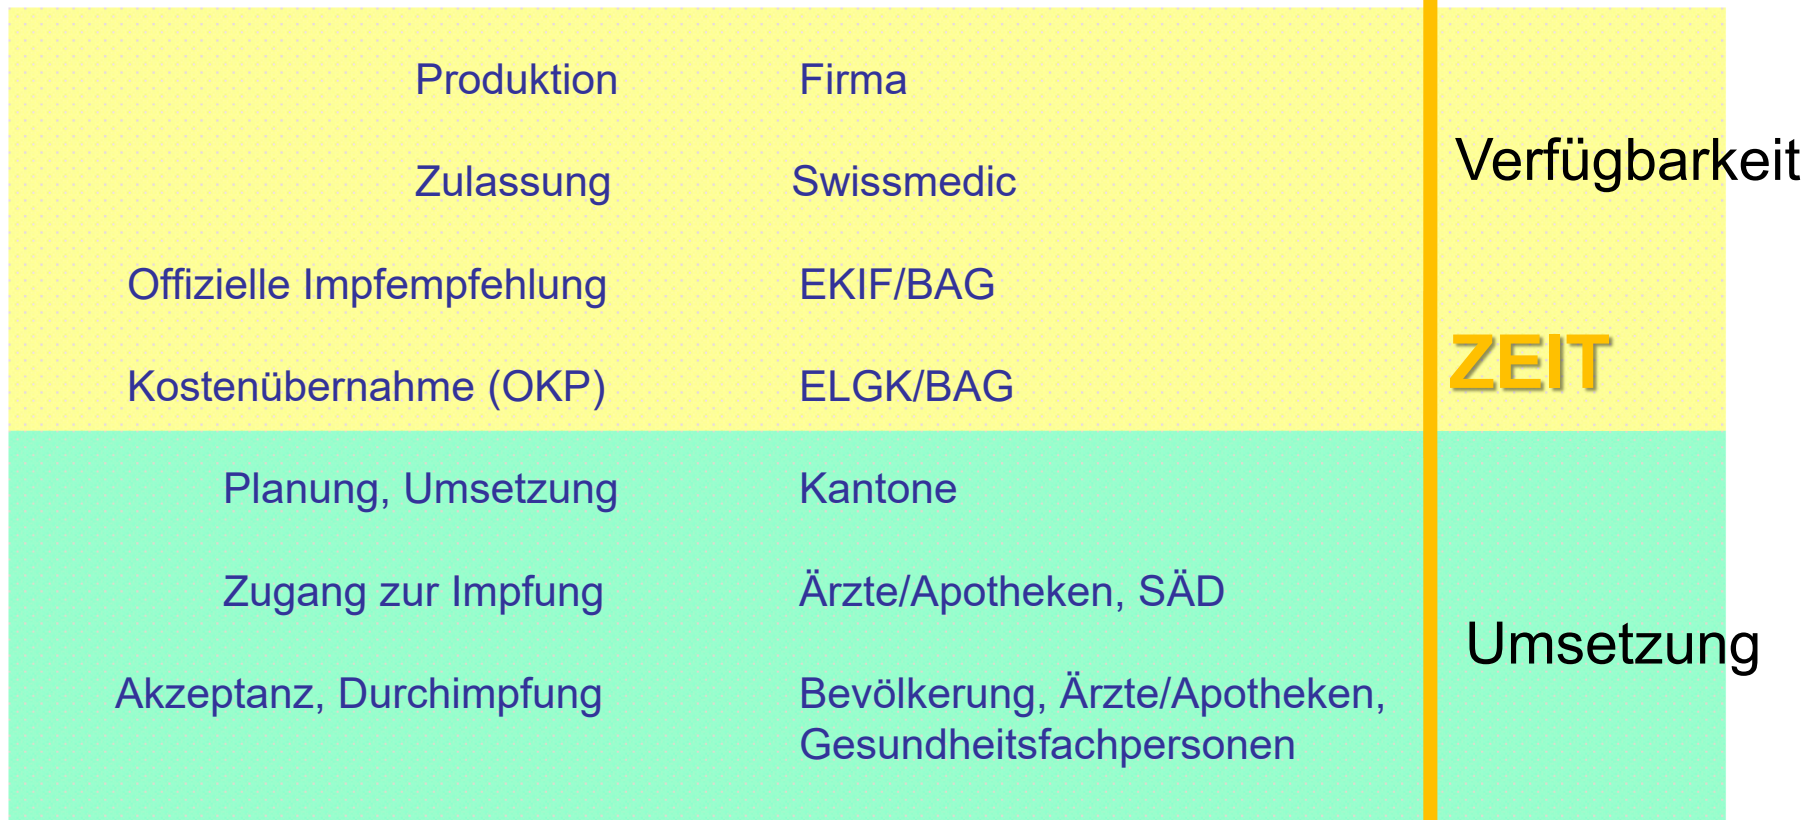 Produktion Firma
Verfügbarkeit
Zulassung Swissmedic
Offizielle Impfempfehlung EKIF/BAG
ZEIT
Kostenübernahme (OKP) ELGK/BAG
Planung, Umsetzung Kantone
Zugang zur Impfung Ärzte/Apotheken, SÄD
Umsetzung
Akzeptanz, Durchimpfung Bevölkerung, Ärzte/Apotheken,
Gesundheitsfachpersonen